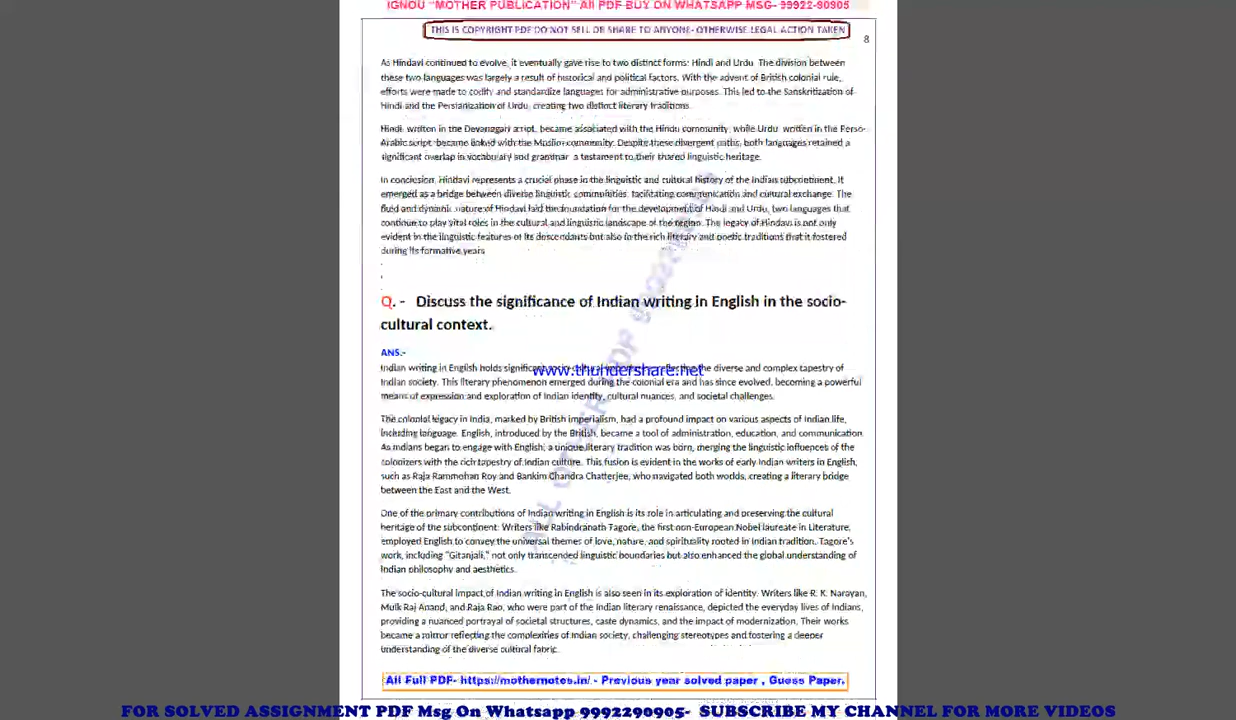 IGNOU "MOTHER PUBLICATION" All PDF BUY ON WHATSAPP MSG- 99922-90905
THIS IS COPYRIGHT PDF DO NOT SELL OR SHARE TO ANYONE- OTHERWISE LEGAL ACTION TAKEN
8
As Hindavi continued to evolve, it eventually gave rise to two distinct forms: Hindi and Urdu. The division between
these two languages was largely a result of historical and political factors. With the advent of British colonial rule,
efforts were made to codify and standardize languages for administrative purposes. This led to the Sanskritization of
Hindi and the Persianization of Urdu, creating two distinct literary traditions.
Hindi, written in the Devanagari script, became associated with the Hindu community, while Urdu, written in the Perso-
Arabic script, became linked with the Muslim community. Despite these divergent paths, both languages retained a
significant overlap in vocabulary and grammar, a testament to their shared linguistic heritage.
In conclusion, Hindavi represents a crucial phase in the linguistic and cultural history of the Indian subcontinent. It
emerged as a bridge between diverse linguistic communities, facilitating communication and cultural exchange. The
fluid and dynamic nature of Hindavi laid the foundation for the development of Hindi and Urdu, two languages that
continue to play vital roles in the cultural and linguistic landscape of the region. The legacy of Hindavi is not only
evident in the linguistic features of its descendants but also in the rich literary and poetic traditions that it fostered
during its formative years
Q. - Discuss the significance of Indian writing in English in the socio-
cultural context.
ANS.-
Indian writing in English holds significant socio-cultural importance, reflecting the diverse and complex tapestry of
www.thundershare.net
Indian society. This literary phenomenon emerged during the colonial era and has since evolved, becoming a powerful
means of expression and exploration of Indian identity, cultural nuances, and societal challenges.
The colonial legacy in India, marked by British imperialism, had a profound impact on various aspects of Indian life,
including language. English, introduced by the British, became a tool of administration, education, and communication.
As Indians began to engage with English, a unique literary tradition was born, merging the linguistic influences of the
colonizers with the rich tapestry of Indian culture. This fusion is evident in the works of early Indian writers in English,
such as Raja Rammohan Roy and Bankim Chandra Chatterjee, who navigated both worlds, creating a literary bridge
between the East and the West.
One of the primary contributions of Indian writing in English is its role in articulating and preserving the cultural
heritage of the subcontinent. Writers like Rabindranath Tagore, the first non-European Nobel laureate in Literature,
employed English to convey the universal themes of love, nature, and spirituality rooted in Indian tradition. Tagore's
work, including "Gitanjali," not only transcended linguistic boundaries but also enhanced the global understanding of
Indian philosophy and aesthetics.
The socio-cultural impact of Indian writing in English is also seen in its exploration of identity. Writers like R. K. Narayan,
Mulk Raj Anand, and Raja Rao, who were part of the Indian literary renaissance, depicted the everyday lives of Indians,
providing a nuanced portrayal of societal structures, caste dynamics, and the impact of modernization. Their works
became a mirror reflecting the complexities of Indian society, challenging stereotypes and fostering a deeper
understanding of the diverse cultural fabric.
All Full PDF- https://mothernotes.in/ - Previous year solved paper , Guess Paper.
FOR SOLVED ASSIGNMENT PDF Msg On Whatsapp 9992290905- SUBSCRIBE MY CHANNEL FOR MORE VIDEOS